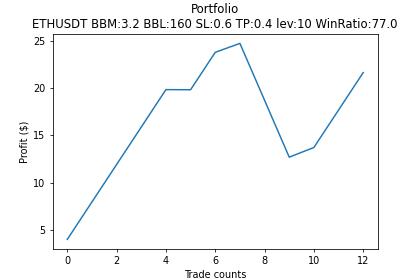 Portfolio
ETHUSDT BBM:3.2 BBL:160 SL:0.6 TP:0.4 lev:10 WinRatio:77.0
25
20
15
10
5
Profit ($)
0 2 4 6 8 10 12
Trade counts